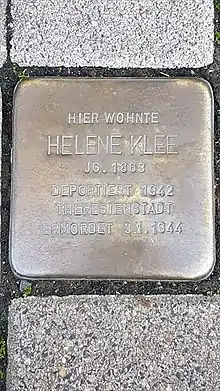 HIER WOHNTE
HELENE KLEE
JG. 1863
DEPORTIERT 1942
THERESIENSTADT
ERMORDET 3.1.1944